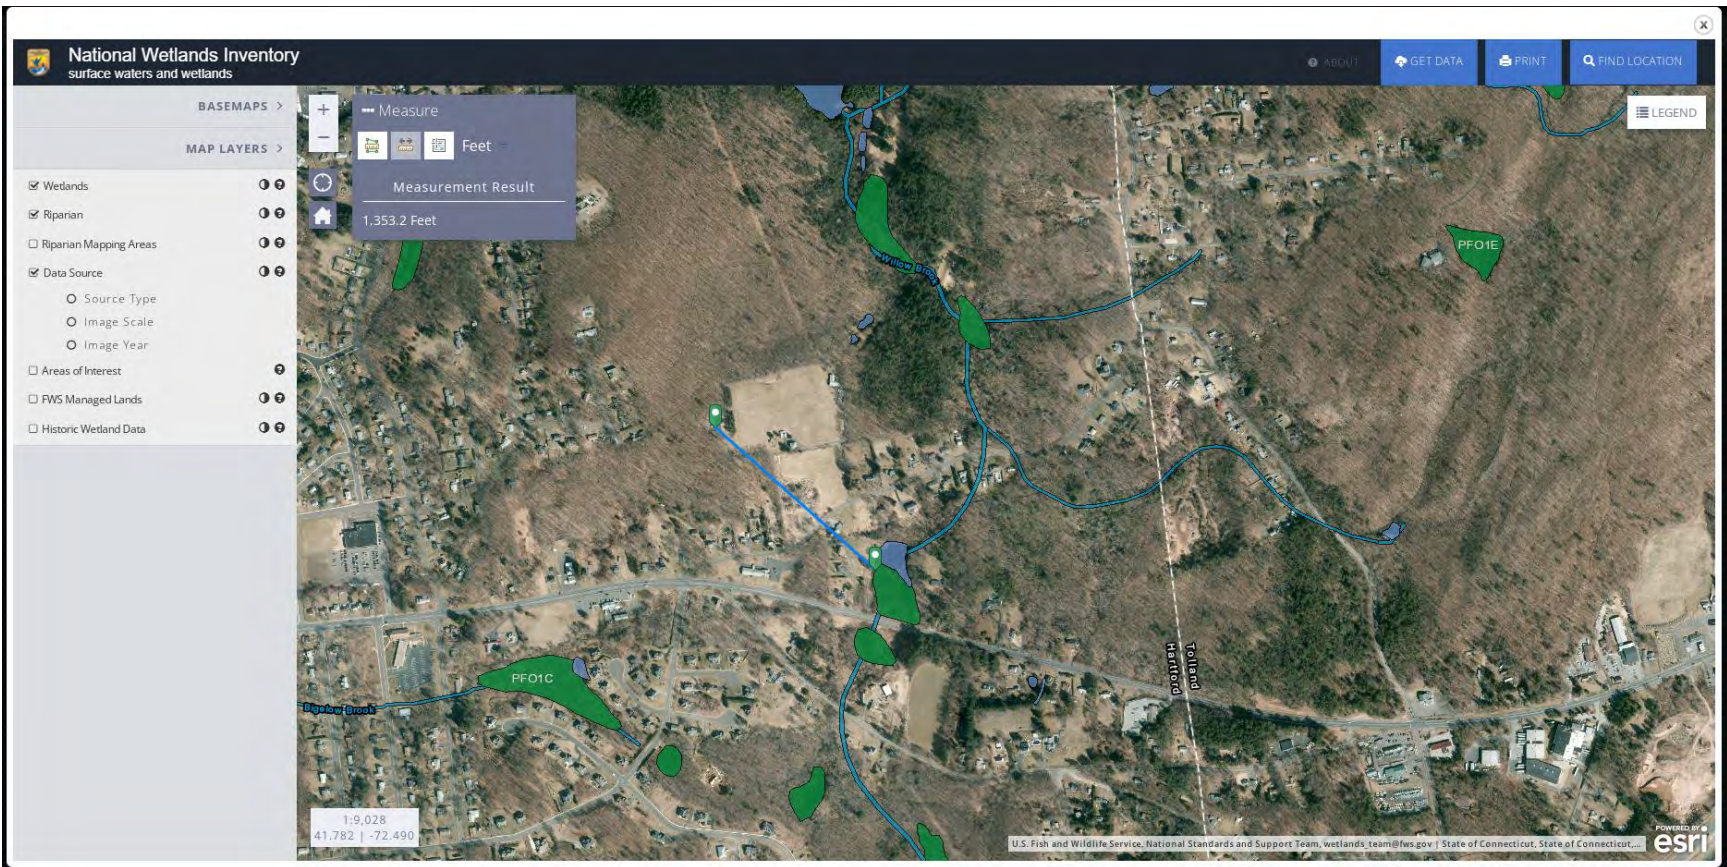 National Wetlands Inventory
surface waters and wetlands
ABOUT
GET DATA
PRINT
FIND LOCATION
BASEMAPS
MAP LAYERS
Wetlands
Riparian
Riparian Mapping Areas
Data Source
Source Type
Image Scale
Image Year
Areas of Interest
FWS Managed Lands
Historic Wetland Data
Measure
Feet
Measurement Result
1,353.2 Feet
LEGEND
PFO1E
Willow Brook
Tolland
Hartford
PFO1C
Bigelow Brook
1:9,028
41.782 | -72.490
U.S. Fish and Wildlife Service, National Standards and Support Team, wetlands_team@fws.gov | State of Connecticut, State of Connecticut,...
POWERED BY
esri